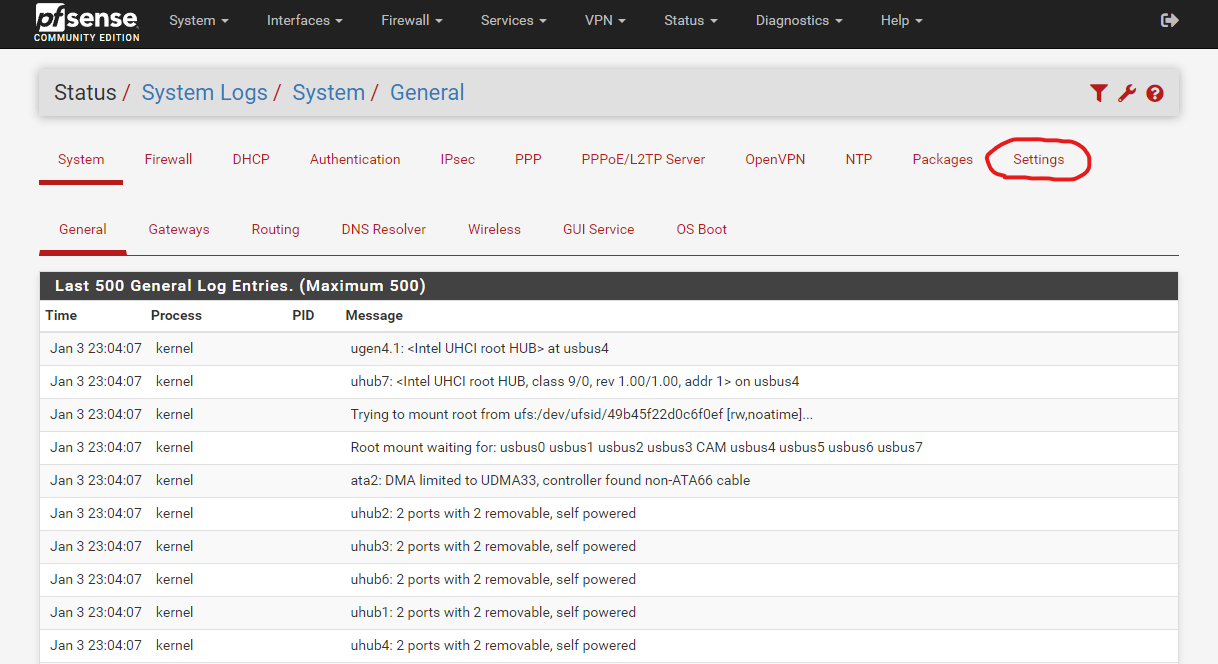 pfsense System Interfaces Firewall Services VPN Status Diagnostics Help
COMMUNITY EDITION
Status / System Logs / System / General
System Firewall DHCP Authentication IPsec PPP PPPoE/L2TP Server OpenVPN NTP Packages Settings
General Gateways Routing DNS Resolver Wireless GUI Service OS Boot
Last 500 General Log Entries. (Maximum 500)
Time Process PID Message
Jan 3 23:04:07 kernel ugen4.1: <Intel UHCI root HUB> at usbus4
Jan 3 23:04:07 kernel uhub7: <Intel UHCI root HUB, class 9/0, rev 1.00/1.00, addr 1> on usbus4
Jan 3 23:04:07 kernel Trying to mount root from ufs:/dev/ufsid/49b45f22d0c6f0ef [rw,noatime]...
Jan 3 23:04:07 kernel Root mount waiting for: usbus0 usbus1 usbus2 usbus3 CAM usbus4 usbus5 usbus6 usbus7
Jan 3 23:04:07 kernel ata2: DMA limited to UDMA33, controller found non-ATA66 cable
Jan 3 23:04:07 kernel uhub2: 2 ports with 2 removable, self powered
Jan 3 23:04:07 kernel uhub3: 2 ports with 2 removable, self powered
Jan 3 23:04:07 kernel uhub6: 2 ports with 2 removable, self powered
Jan 3 23:04:07 kernel uhub1: 2 ports with 2 removable, self powered
Jan 3 23:04:07 kernel uhub4: 2 ports with 2 removable, self powered